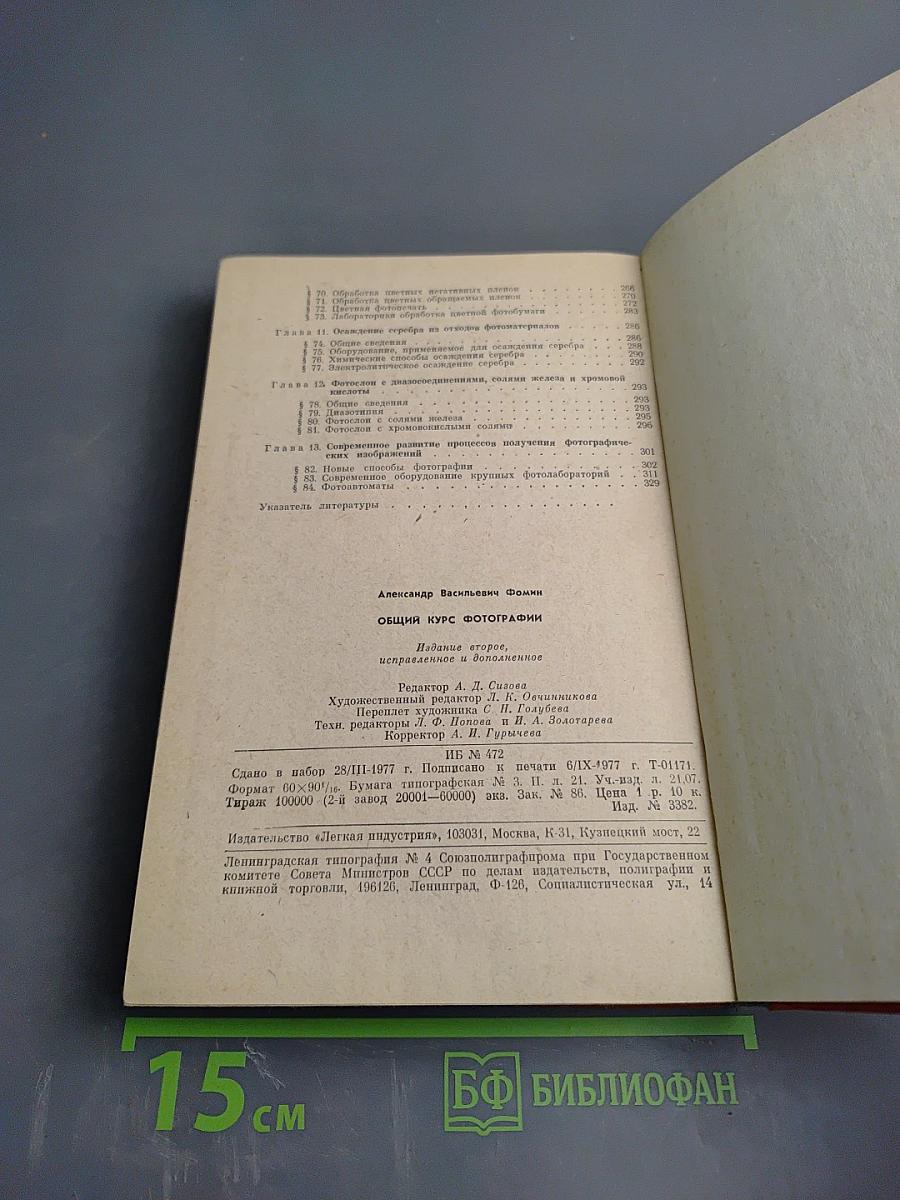 § 70. Обработка цветных негативных пленок . . . . . . . . 266
§ 71. Обработка цветных обращаемых пленок . . . . . . . . 270
§ 72. Цветная фотопечать . . . . . . . . 272
§ 73. Лабораторная обработка цветной фотобумаги . . . . . . . . 283
Глава 11. Осаждение серебра из отходов фотоматериалов . . . . . . 286
§ 74. Общие сведения . . . . . . . . 286
§ 75. Оборудование, применяемое для осаждения серебра . . 288
§ 76. Химические способы осаждения серебра . . . . . . . . 290
§ 77. Электролитическое осаждение серебра . . . . . . . . 292
Глава 12. Фотослои с диазосоединениями, солями железа и хромовой
кислоты . . . . . . . . 293
§ 78. Общие сведения . . . . . . . . 293
§ 79. Диазотипия . . . . . . . . 293
§ 80. Фотослои с солями железа . . . . . . . . 295
§ 81. Фотослои с хромовокислыми солями . . . . . . . . 296
Глава 13. Современное развитие процессов получения фотографиче-
ских изображений . . . . . . . . 301
§ 82. Новые способы фотографии . . . . . . . . 302
§ 83. Современное оборудование крупных фотолабораторий . . 311
§ 84. Фотоавтоматы . . . . . . . . 329
Указатель литературы . . . . . . . .
Александр Васильевич Фомин
ОБЩИЙ КУРС ФОТОГРАФИИ
Издание второе,
исправленное и дополненное
Редактор А. Д. Сизова
Художественный редактор Л. К. Овчинникова
Переплет художника С. Н. Голубева
Техн. редакторы Л. Ф. Попова и И. А. Золотарева
Корректор А. И. Гурычева
ИБ № 472
Сдано в набор 28/III-1977 г. Подписано к печати 6/IX-1977 г. Т-01171.
Формат 60×90 1/16. Бумага типографская № 3. П. л. 21. Уч.-изд. л. 21,07.
Тираж 100000 (2-й завод 20001—60000) экз. Зак. № 86. Цена 1 р. 10 к.
Изд. № 3382.
Издательство «Легкая индустрия», 103031, Москва, К-31, Кузнецкий мост, 22
Ленинградская типография № 4 Союзполиграфпрома при Государственном
комитете Совета Министров СССР по делам издательств, полиграфии и
книжной торговли, 196126, Ленинград, Ф-126, Социалистическая ул., 14
15 см
БФ БИБЛИОФАН